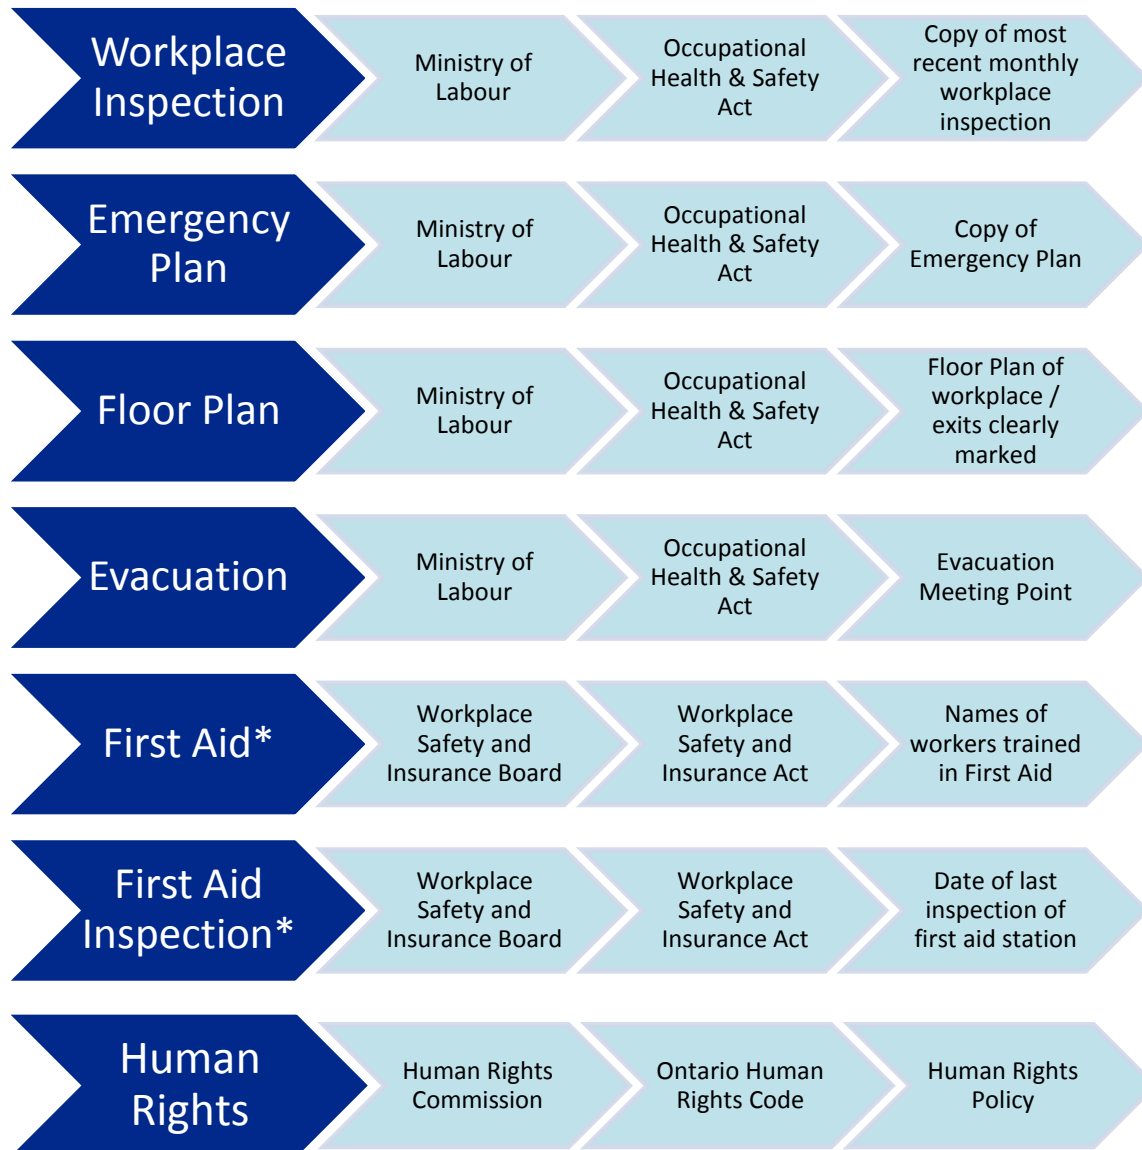 Workplace
Inspection
Ministry of
Labour
Occupational
Health & Safety
Act
Copy of most
recent monthly
workplace
inspection
Emergency
Plan
Ministry of
Labour
Occupational
Health & Safety
Act
Copy of
Emergency Plan
Floor Plan
Ministry of
Labour
Occupational
Health & Safety
Act
Floor Plan of
workplace /
exits clearly
marked
Evacuation
Ministry of
Labour
Occupational
Health & Safety
Act
Evacuation
Meeting Point
First Aid*
Workplace
Safety and
Insurance Board
Workplace
Safety and
Insurance Act
Names of
workers trained
in First Aid
First Aid
Inspection*
Workplace
Safety and
Insurance Board
Workplace
Safety and
Insurance Act
Date of last
inspection of
first aid station
Human
Rights
Human Rights
Commission
Ontario Human
Rights Code
Human Rights
Policy